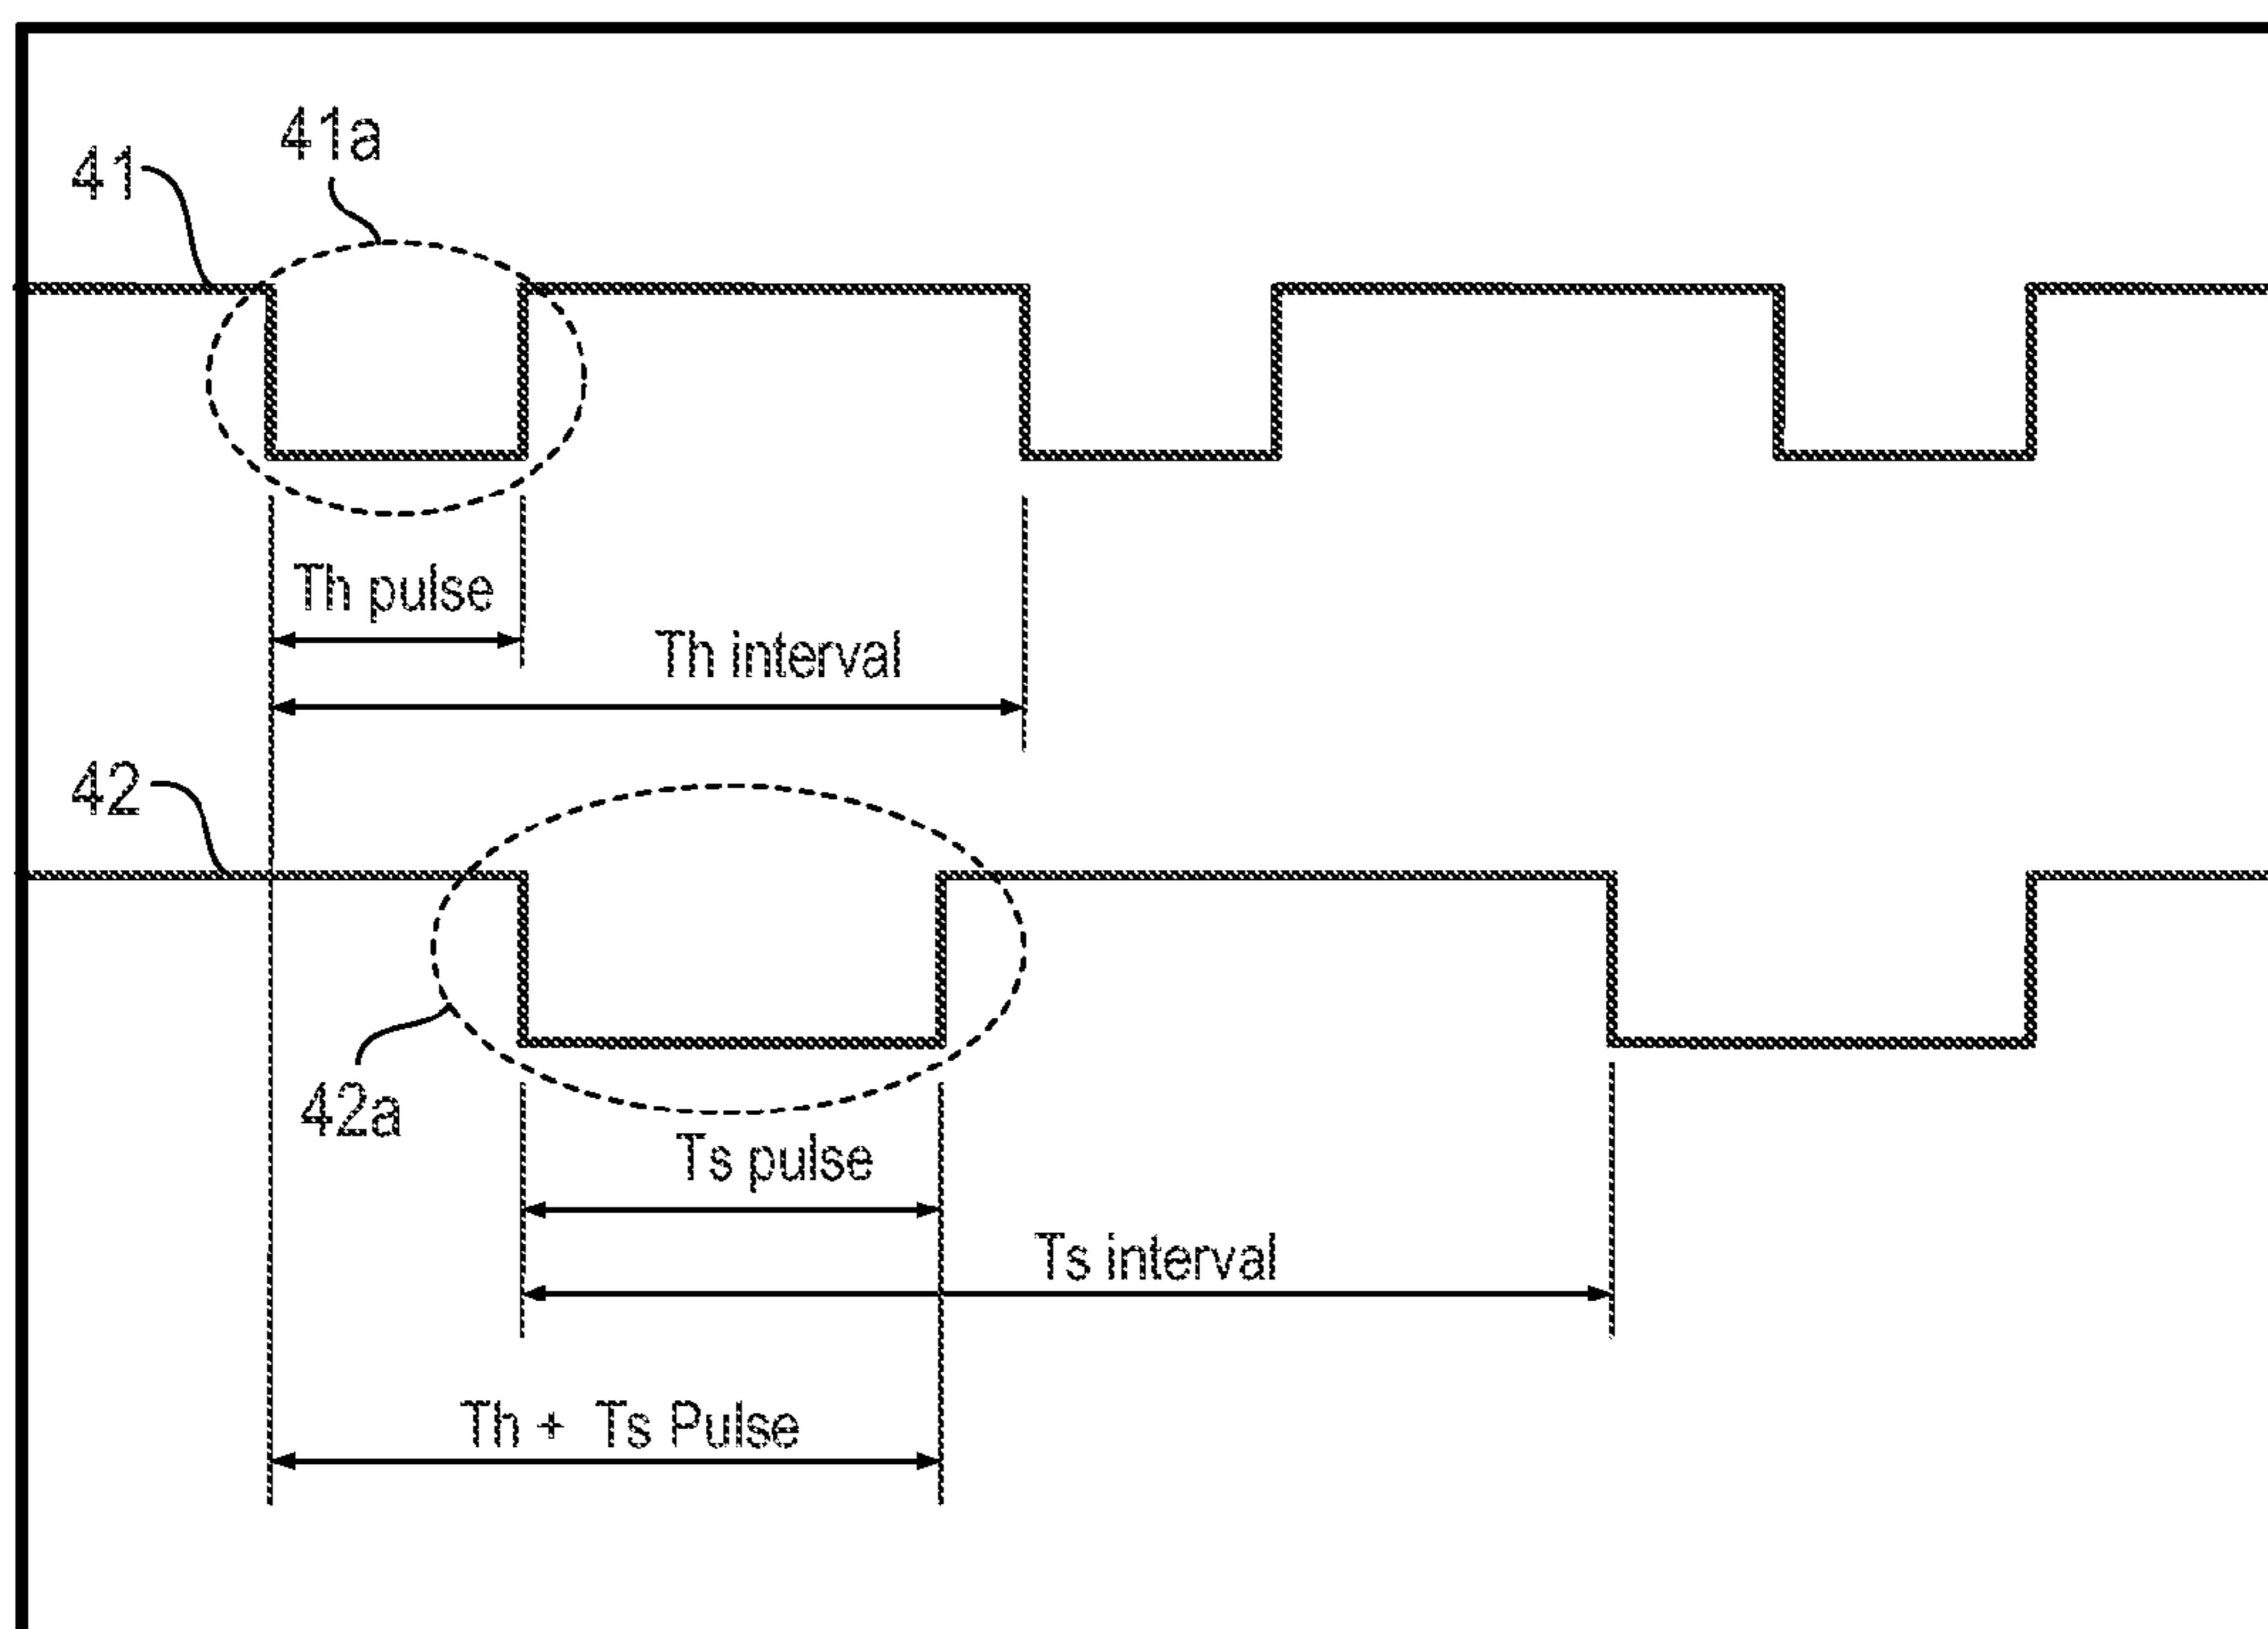 41a
41
Th pulse
Th interval
42
42a
Ts pulse
Ts interval
Th + Ts Pulse